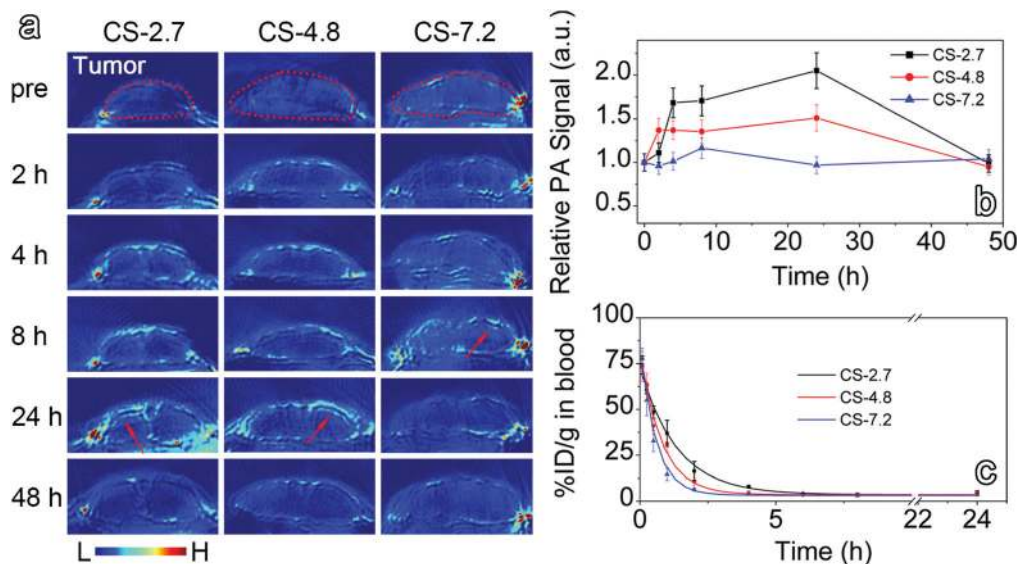 a
CS-2.7 CS-4.8 CS-7.2
pre
Tumor
2 h
4 h
8 h
24 h
48 h
L H
Relative PA Signal (a.u.)
2.0
1.5
1.0
0.5
CS-2.7
CS-4.8
CS-7.2
b
0 10 20 30 40 50
Time (h)
%ID/g in blood
100
75
50
25
0
CS-2.7
CS-4.8
CS-7.2
c
0 5 22 24
Time (h)